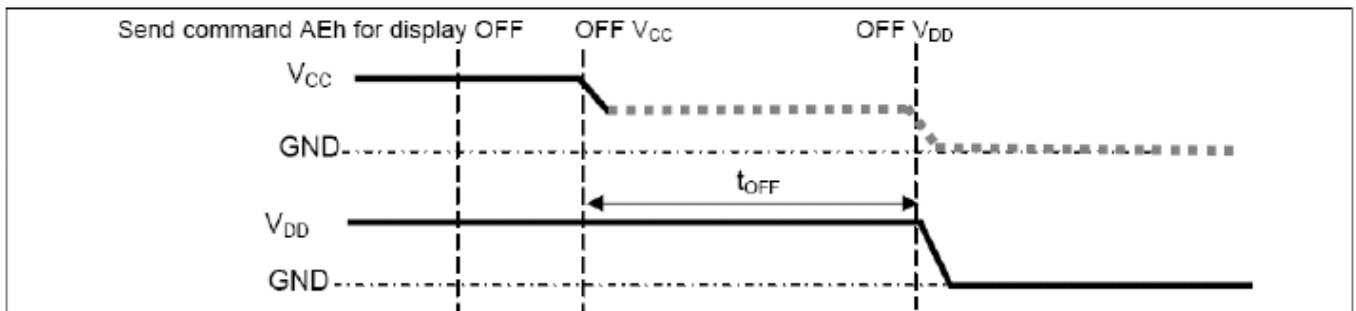 Send command AEh for display OFF OFF VCC OFF VDD
VCC
GND
tOFF
VDD
GND